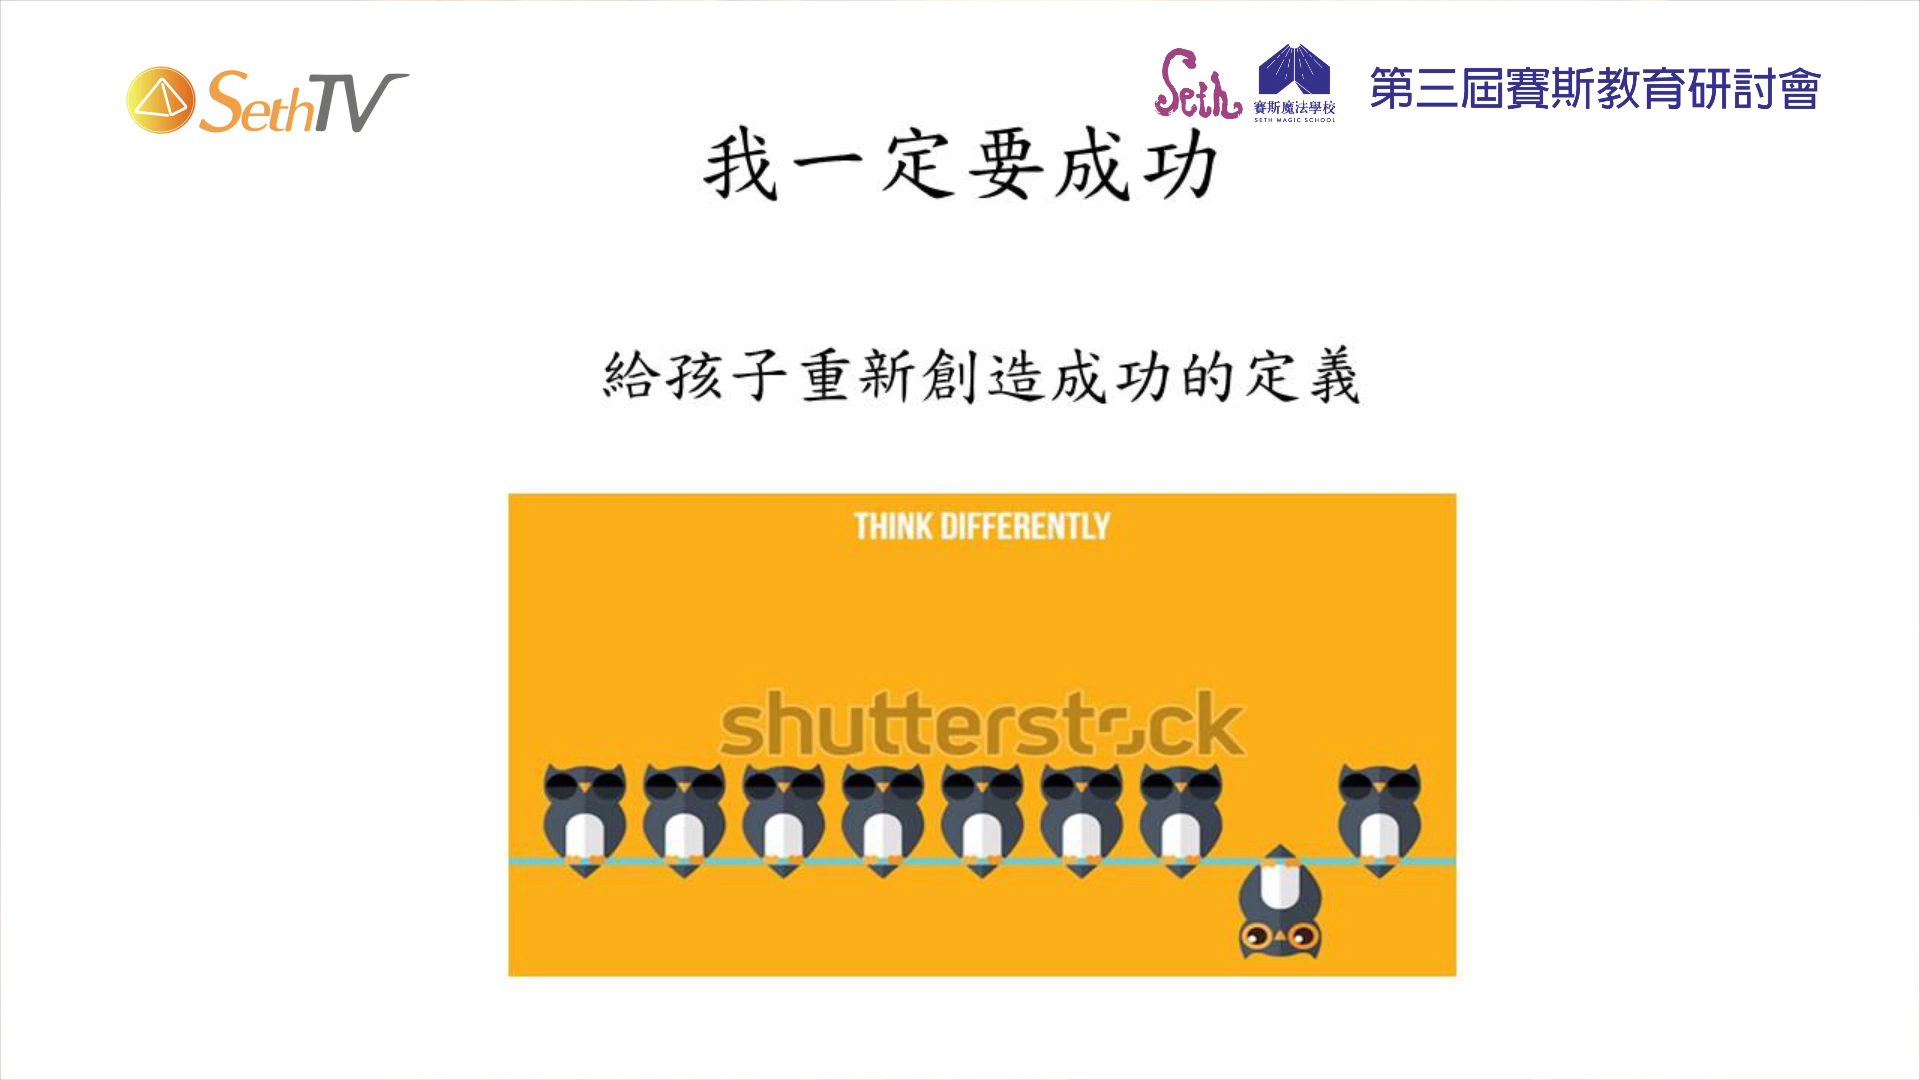 SethTV
Seth
賽斯魔法學校
SETH MAGIC SCHOOL
第三屆賽斯教育研討會
我一定要成功
給孩子重新創造成功的定義
THINK DIFFERENTLY
shutterstock